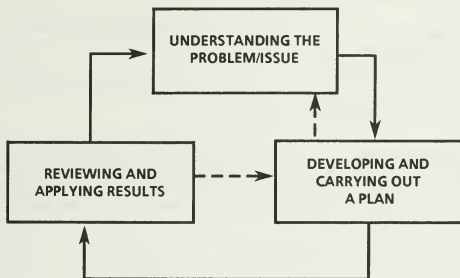 UNDERSTANDING THE
PROBLEM/ISSUE
REVIEWING AND
APPLYING RESULTS
DEVELOPING AND
CARRYING OUT
A PLAN